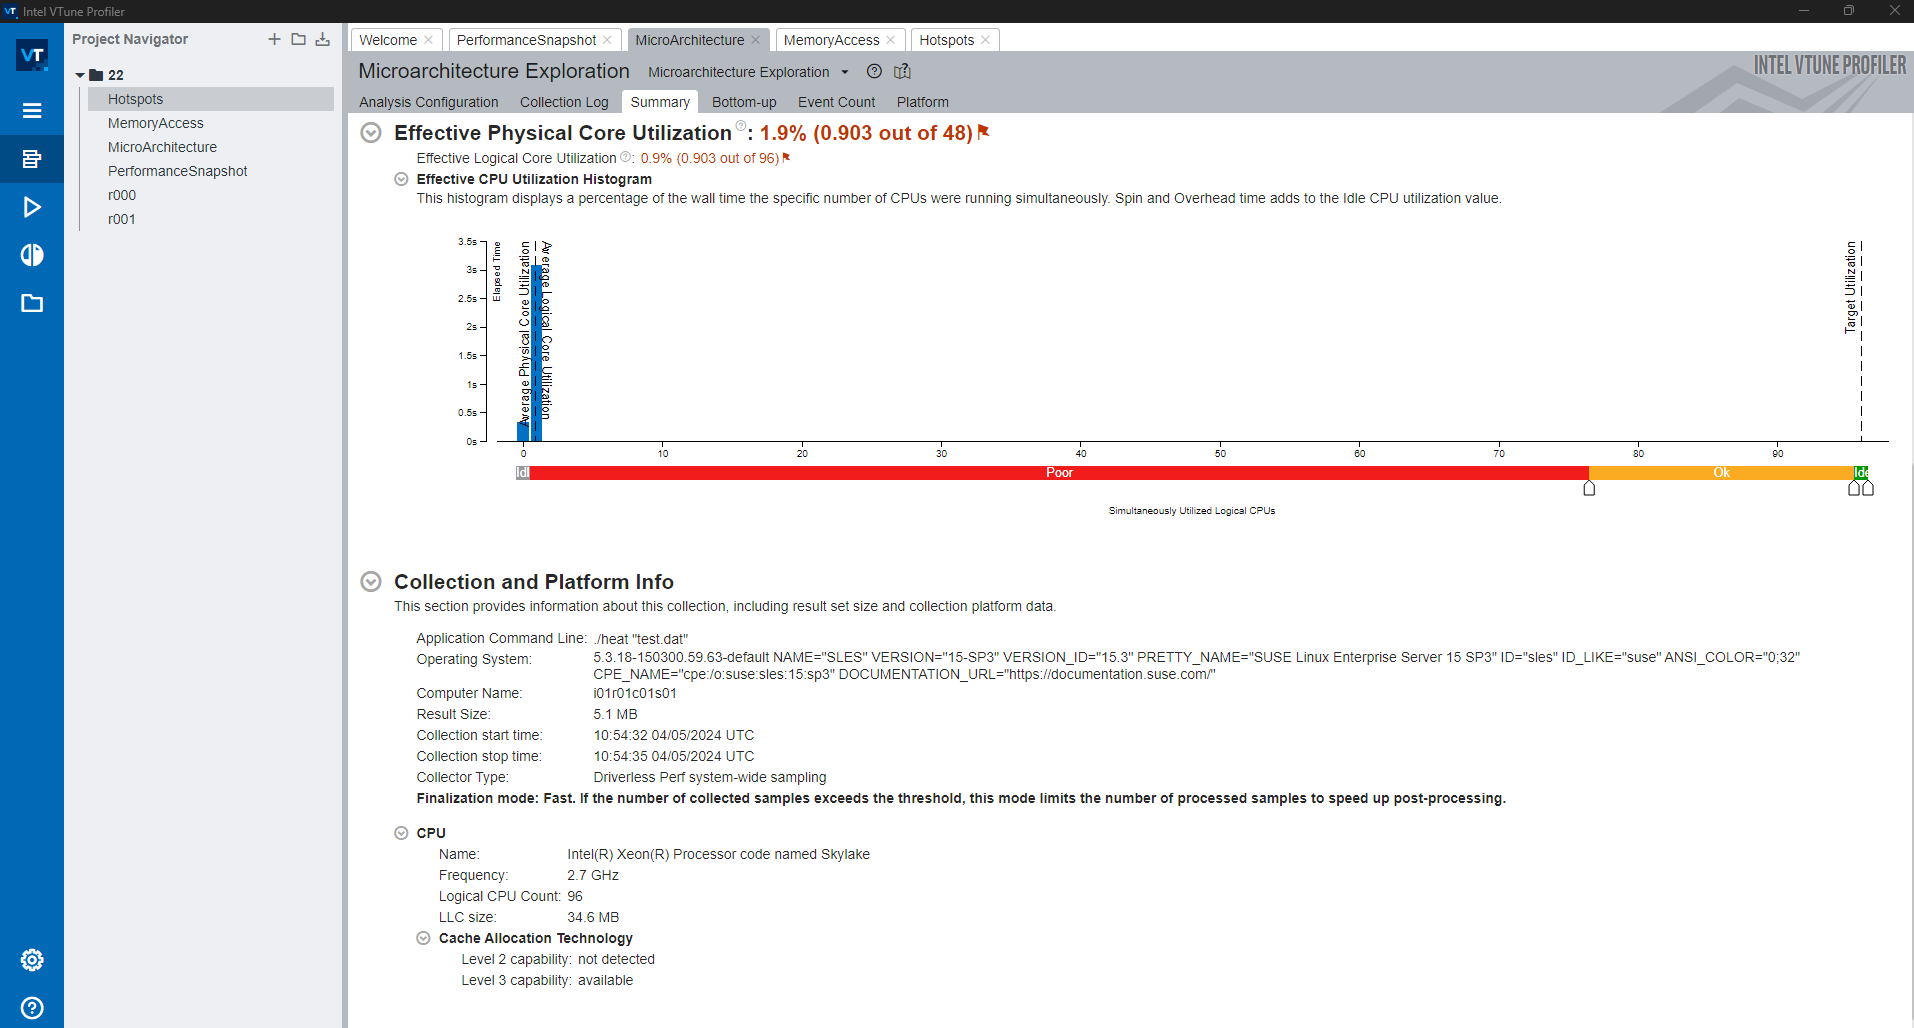 Intel VTune Profiler
VT
Project Navigator
22
Hotspots
MemoryAccess
MicroArchitecture
PerformanceSnapshot
r000
r001
Welcome
PerformanceSnapshot
MicroArchitecture
MemoryAccess
Hotspots
Microarchitecture Exploration
Microarchitecture Exploration
INTEL VTUNE PROFILER
Analysis Configuration
Collection Log
Summary
Bottom-up
Event Count
Platform
Effective Physical Core Utilization ? : 1.9% (0.903 out of 48)
Effective Logical Core Utilization ? : 0.9% (0.903 out of 96)
Effective CPU Utilization Histogram
This histogram displays a percentage of the wall time the specific number of CPUs were running simultaneously. Spin and Overhead time adds to the Idle CPU utilization value.
3.5s
3s
2.5s
2s
1.5s
1s
0.5s
0s
Elapsed Time
Average Physical Core Utilization
Average Logical Core Utilization
Target Utilization
0 10 20 30 40 50 60 70 80 90
Idl Poor Ok Ide
Simultaneously Utilized Logical CPUs
Collection and Platform Info
This section provides information about this collection, including result set size and collection platform data.
Application Command Line: ./heat "test.dat"
Operating System: 5.3.18-150300.59.63-default NAME="SLES" VERSION="15-SP3" VERSION_ID="15.3" PRETTY_NAME="SUSE Linux Enterprise Server 15 SP3" ID="sles" ID_LIKE="suse" ANSI_COLOR="0;32"
CPE_NAME="cpe:/o:suse:sles:15:sp3" DOCUMENTATION_URL="https://documentation.suse.com/"
Computer Name: i01r01c01s01
Result Size: 5.1 MB
Collection start time: 10:54:32 04/05/2024 UTC
Collection stop time: 10:54:35 04/05/2024 UTC
Collector Type: Driverless Perf system-wide sampling
Finalization mode: Fast. If the number of collected samples exceeds the threshold, this mode limits the number of processed samples to speed up post-processing.
CPU
Name: Intel(R) Xeon(R) Processor code named Skylake
Frequency: 2.7 GHz
Logical CPU Count: 96
LLC size: 34.6 MB
Cache Allocation Technology
Level 2 capability: not detected
Level 3 capability: available